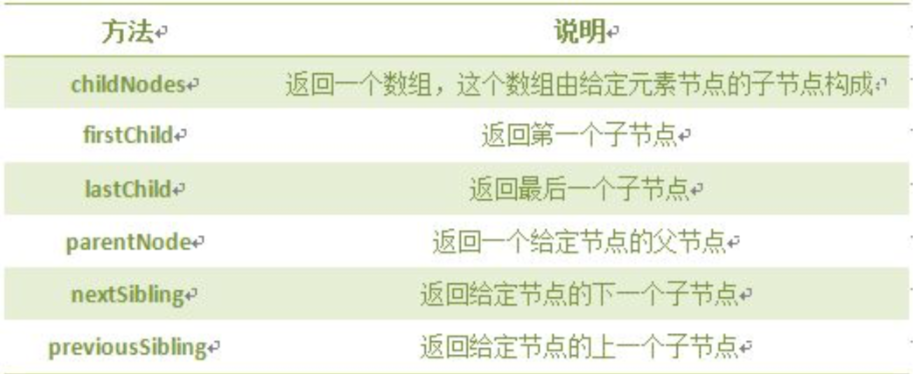 方法 说明
childNodes 返回一个数组，这个数组由给定元素节点的子节点构成
firstChild 返回第一个子节点
lastChild 返回最后一个子节点
parentNode 返回一个给定节点的父节点
nextSibling 返回给定节点的下一个子节点
previousSibling 返回给定节点的上一个子节点